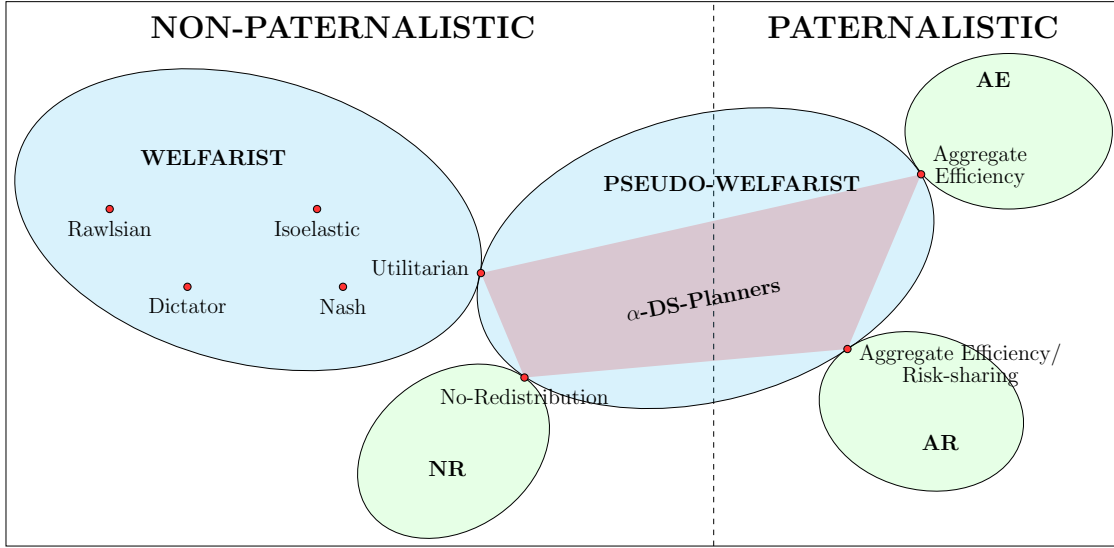 NON-PATERNALISTIC
PATERNALISTIC
AE
WELFARIST
Aggregate
Efficiency
PSEUDO-WELFARIST
Rawlsian
Isoelastic
Utilitarian
Dictator
Nash
α-DS-Planners
Aggregate Efficiency/
Risk-sharing
No-Redistribution
NR
AR